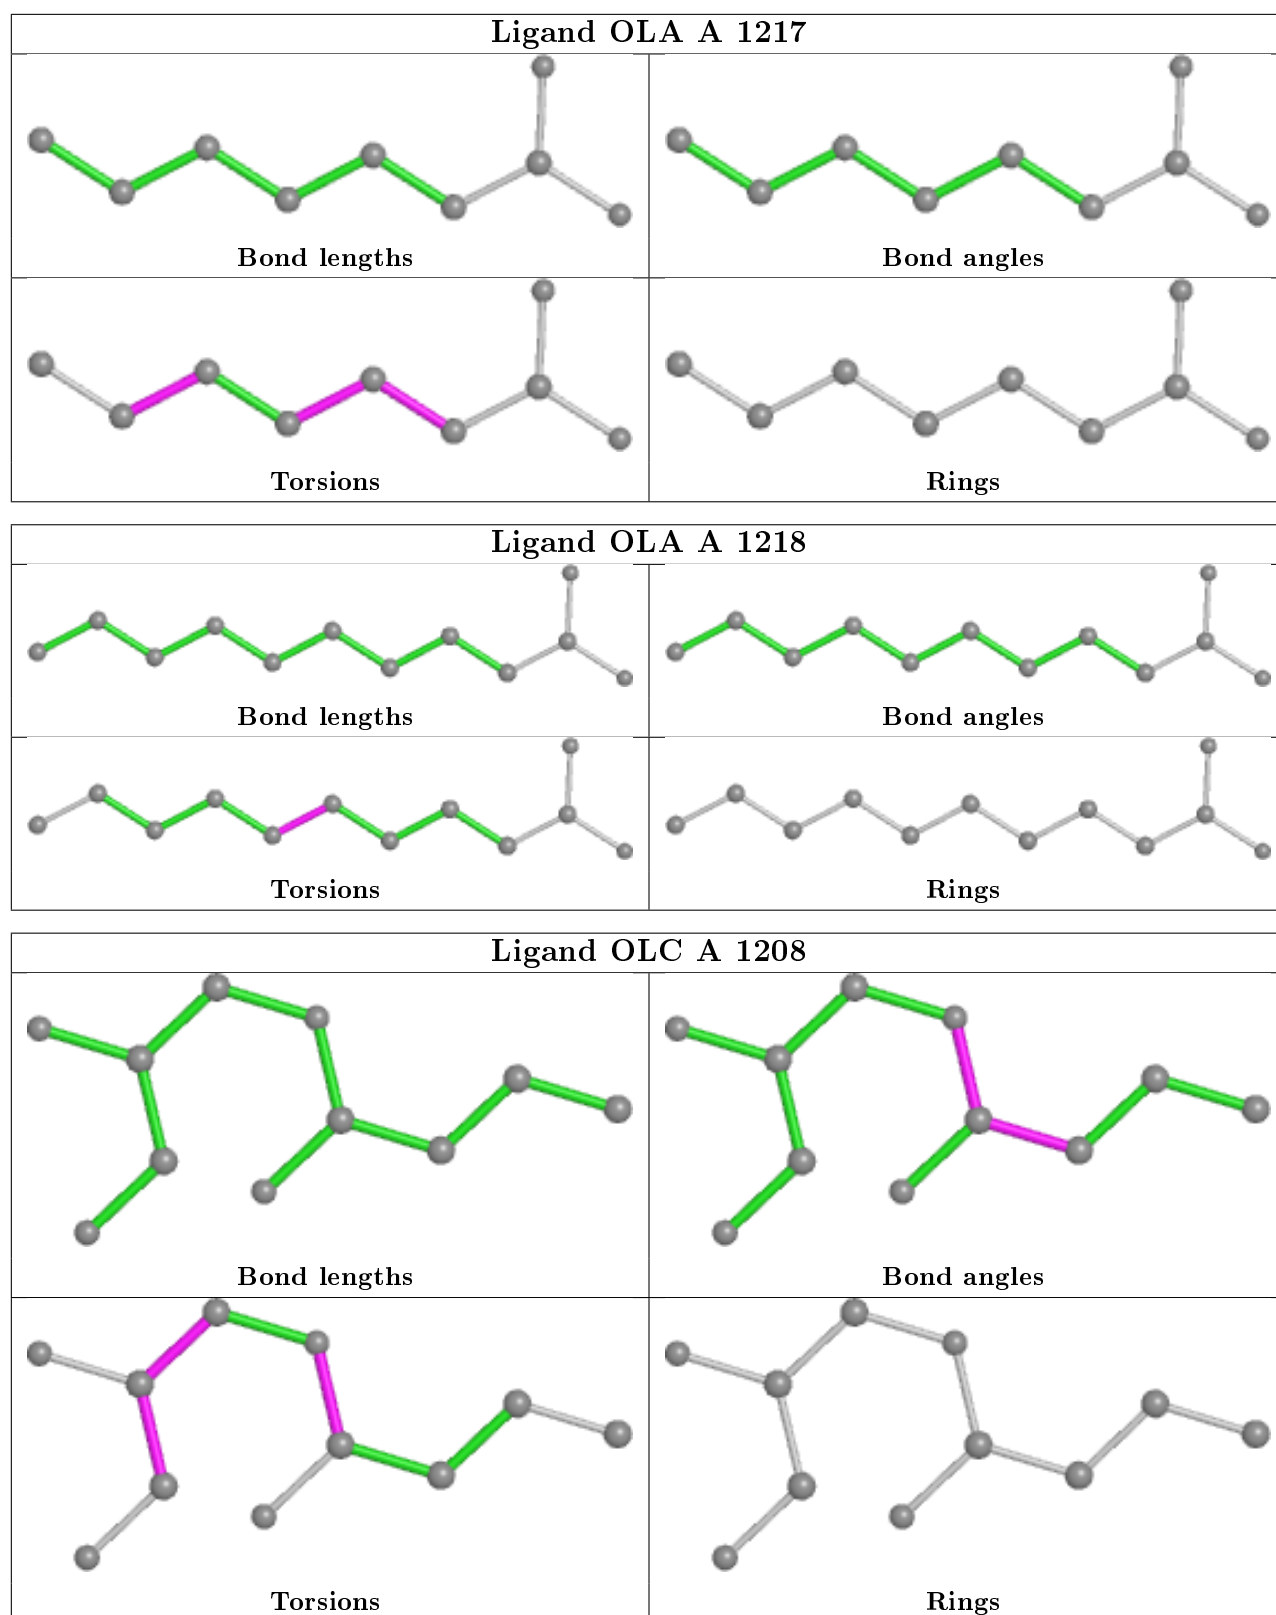 Ligand OLA A 1217
Bond lengths
Bond angles
Torsions
Rings
Ligand OLA A 1218
Bond lengths
Bond angles
Torsions
Rings
Ligand OLC A 1208
Bond lengths
Bond angles
Torsions
Rings